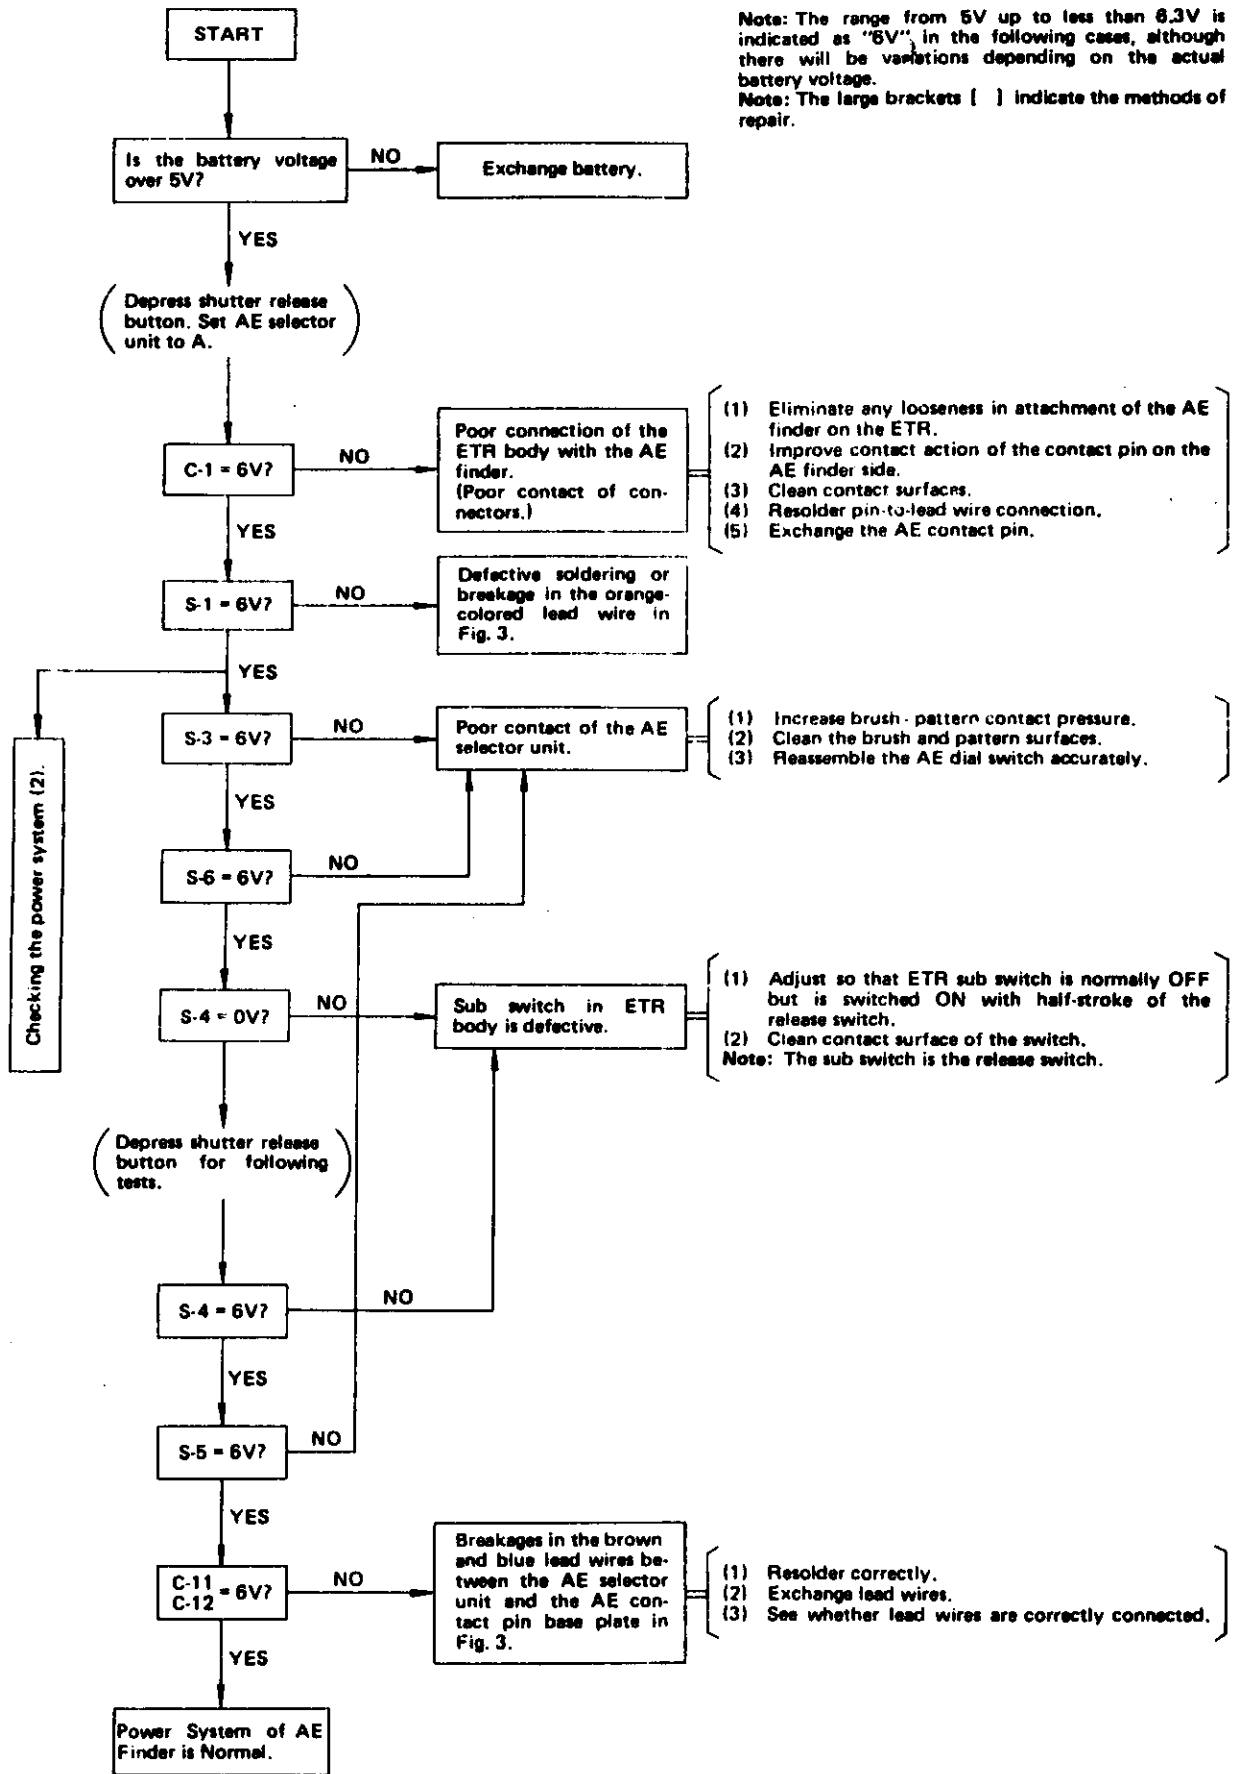 START
Note: The range from 5V up to less than 6.3V is
indicated as "6V", in the following cases, although
there will be variations depending on the actual
battery voltage.
Note: The large brackets [ ] indicate the methods of
repair.
Is the battery voltage
over 5V?
NO
Exchange battery.
YES
Depress shutter release
button. Set AE selector
unit to A.
C-1 = 6V?
NO
Poor connection of the
ETR body with the AE
finder.
(Poor contact of con-
nectors.)
(1) Eliminate any looseness in attachment of the AE
finder on the ETR.
(2) Improve contact action of the contact pin on the
AE finder side.
(3) Clean contact surfaces.
(4) Resolder pin-to-lead wire connection.
(5) Exchange the AE contact pin.
YES
S-1 = 6V?
NO
Defective soldering or
breakage in the orange-
colored lead wire in
Fig. 3.
YES
Checking the power system (2).
S-3 = 6V?
NO
Poor contact of the AE
selector unit.
(1) Increase brush - pattern contact pressure.
(2) Clean the brush and pattern surfaces.
(3) Reassemble the AE dial switch accurately.
YES
S-6 = 6V?
NO
YES
S-4 = 0V?
NO
Sub switch in ETR
body is defective.
(1) Adjust so that ETR sub switch is normally OFF
but is switched ON with half-stroke of the
release switch.
(2) Clean contact surface of the switch.
Note: The sub switch is the release switch.
Depress shutter release
button for following
tests.
S-4 = 6V?
NO
YES
S-5 = 6V?
NO
YES
C-11
C-12 = 6V?
NO
Breakages in the brown
and blue lead wires be-
tween the AE selector
unit and the AE con-
tact pin base plate in
Fig. 3.
(1) Resolder correctly.
(2) Exchange lead wires.
(3) See whether lead wires are correctly connected.
YES
Power System of AE
Finder is Normal.